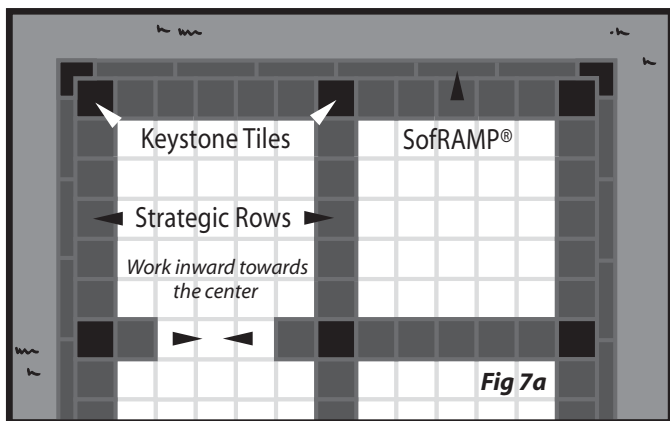 Keystone Tiles
SofRAMP®
Strategic Rows
Work inward towards
the center
Fig 7a